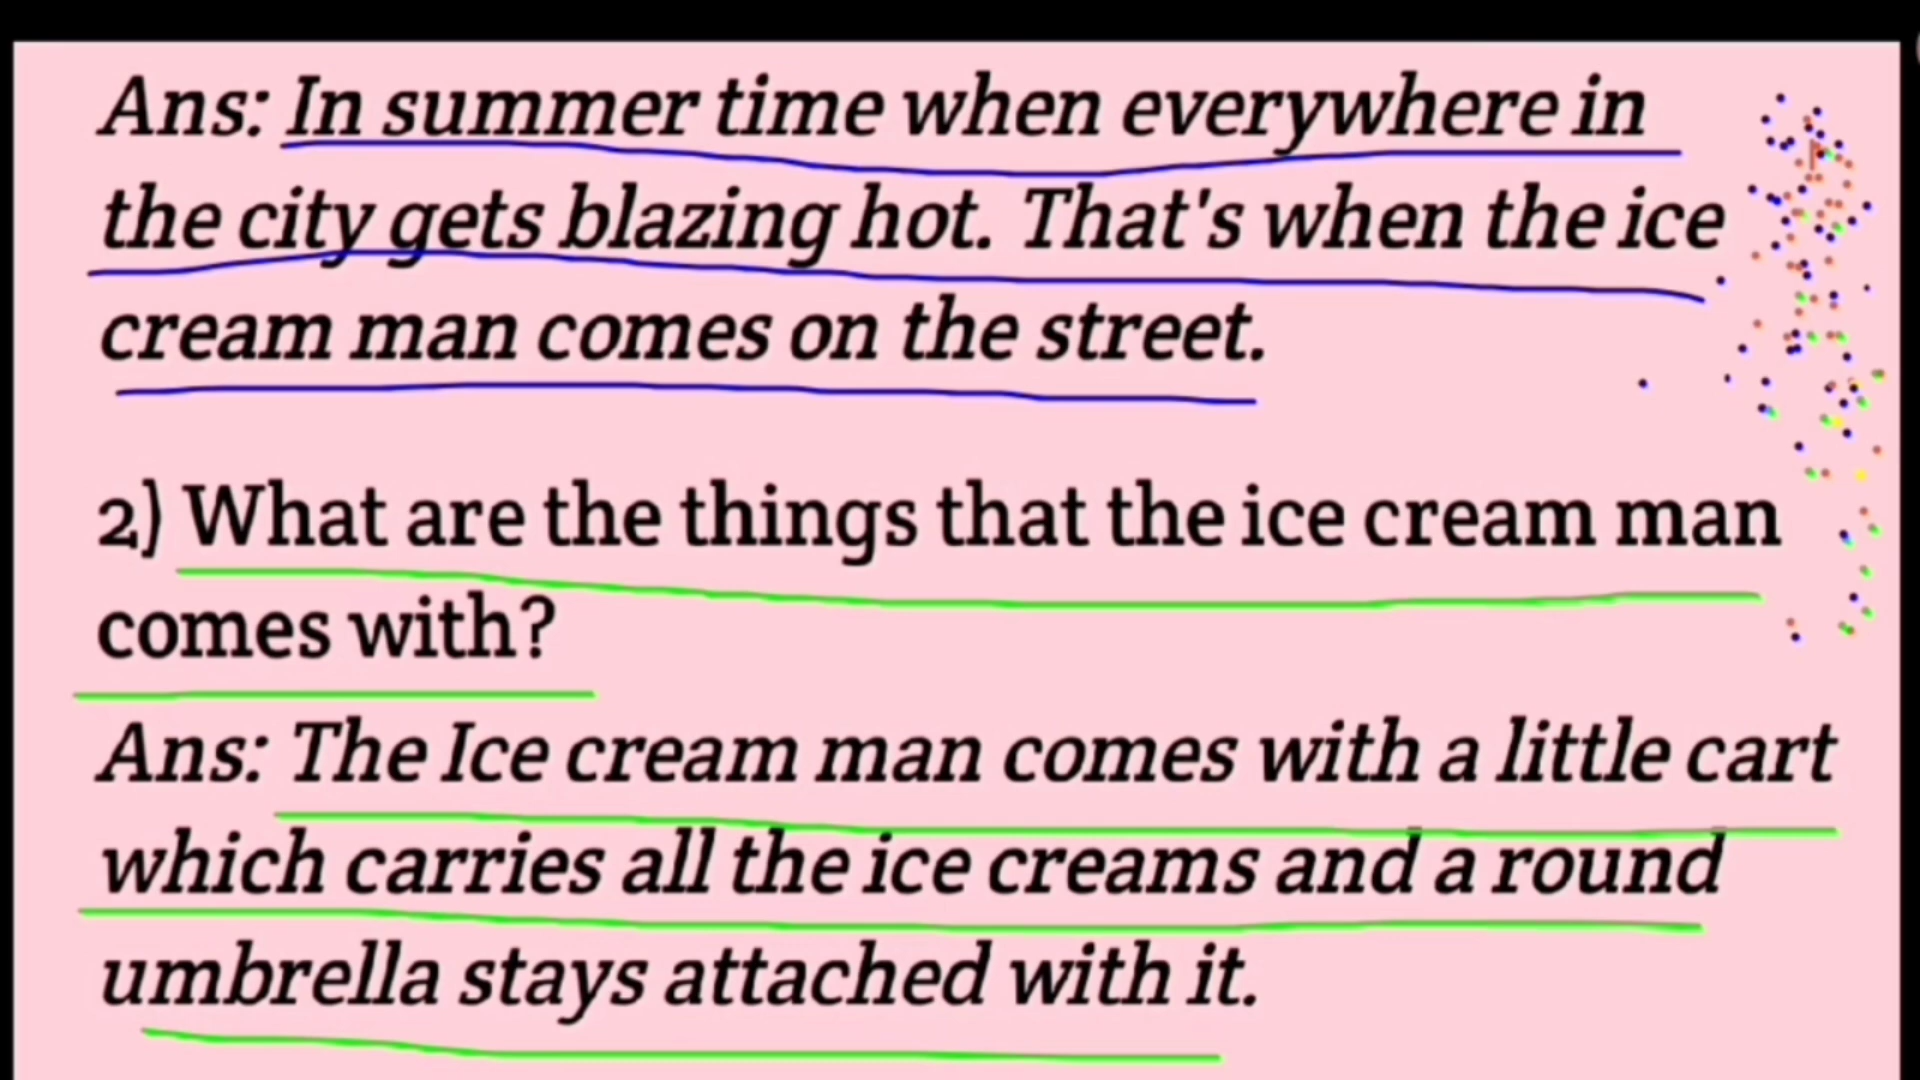 Ans: In summer time when everywhere in
the city gets blazing hot. That's when the ice
cream man comes on the street.
2) What are the things that the ice cream man
comes with?
Ans: The Ice cream man comes with a little cart
which carries all the ice creams and a round
umbrella stays attached with it.